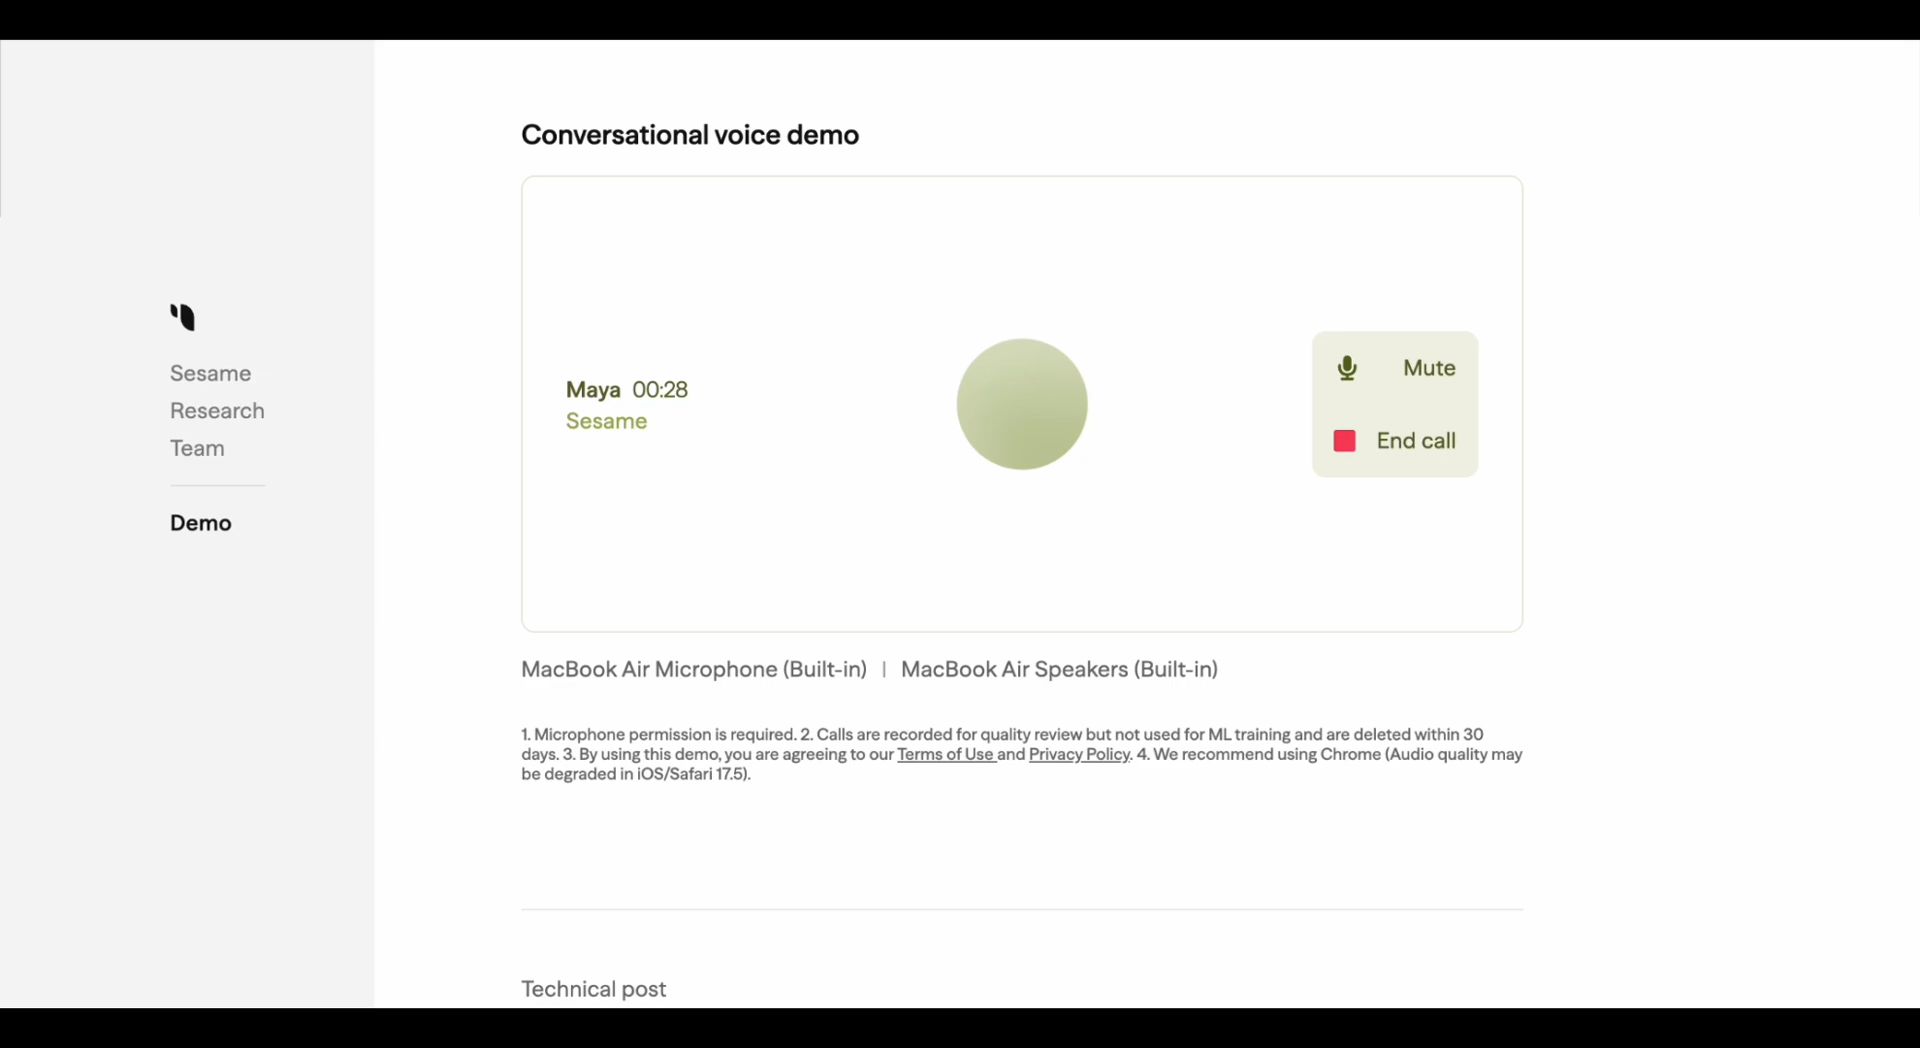 Sesame
Research
Team
Demo
Conversational voice demo
Maya 00:28
Sesame
Mute
End call
MacBook Air Microphone (Built-in) | MacBook Air Speakers (Built-in)
1. Microphone permission is required. 2. Calls are recorded for quality review but not used for ML training and are deleted within 30
days. 3. By using this demo, you are agreeing to our Terms of Use and Privacy Policy. 4. We recommend using Chrome (Audio quality may
be degraded in iOS/Safari 17.5).
Technical post